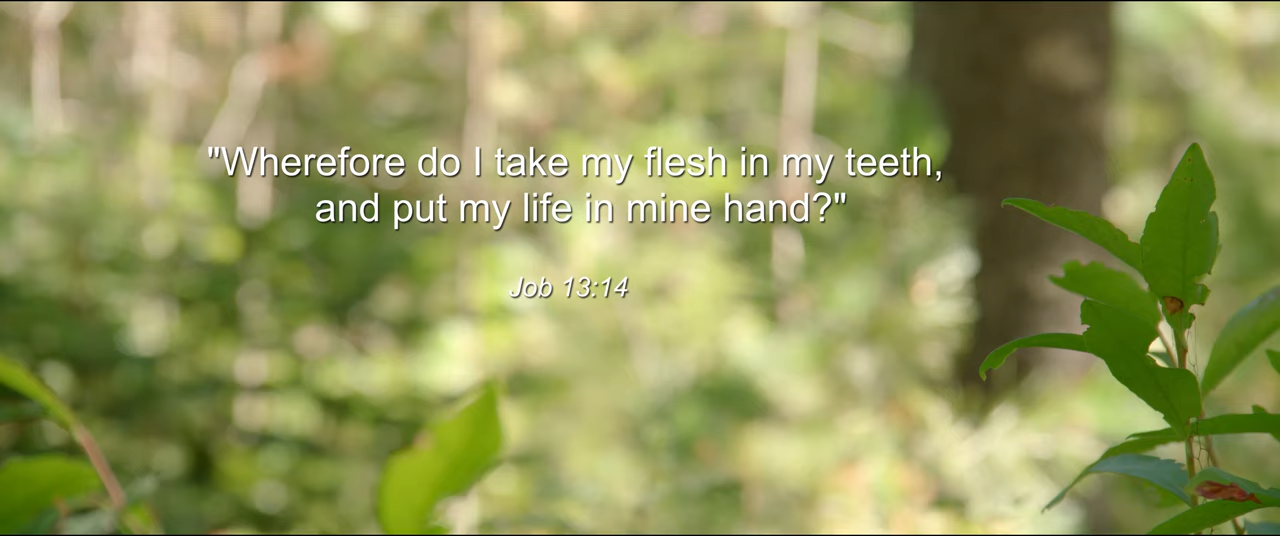 "Wherefore do I take my flesh in my teeth,
and put my life in mine hand?"
Job 13:14